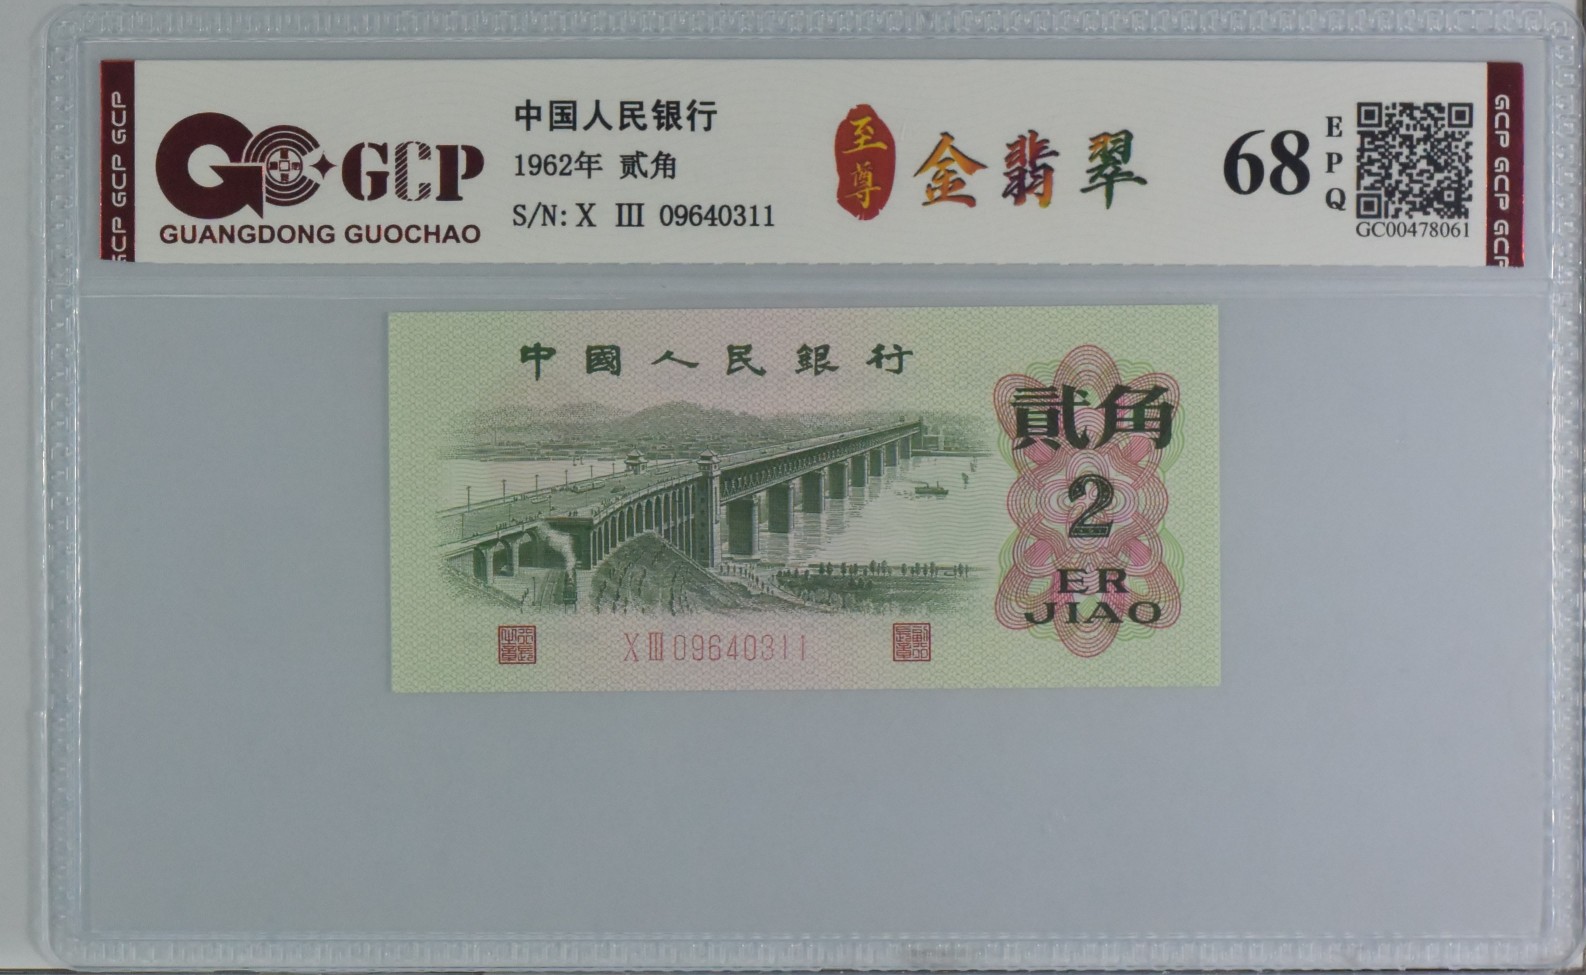 GCP GCP GCP
GCP
GUANGDONG GUOCHAO
中国人民银行
1962年 贰角
S/N: X Ⅲ 09640311
至尊
金翡翠
68
EPQ
GC00478061
GCP GCP GCP
中國人民銀行
貳角
2
ER
JIAO
X Ⅲ 09640311